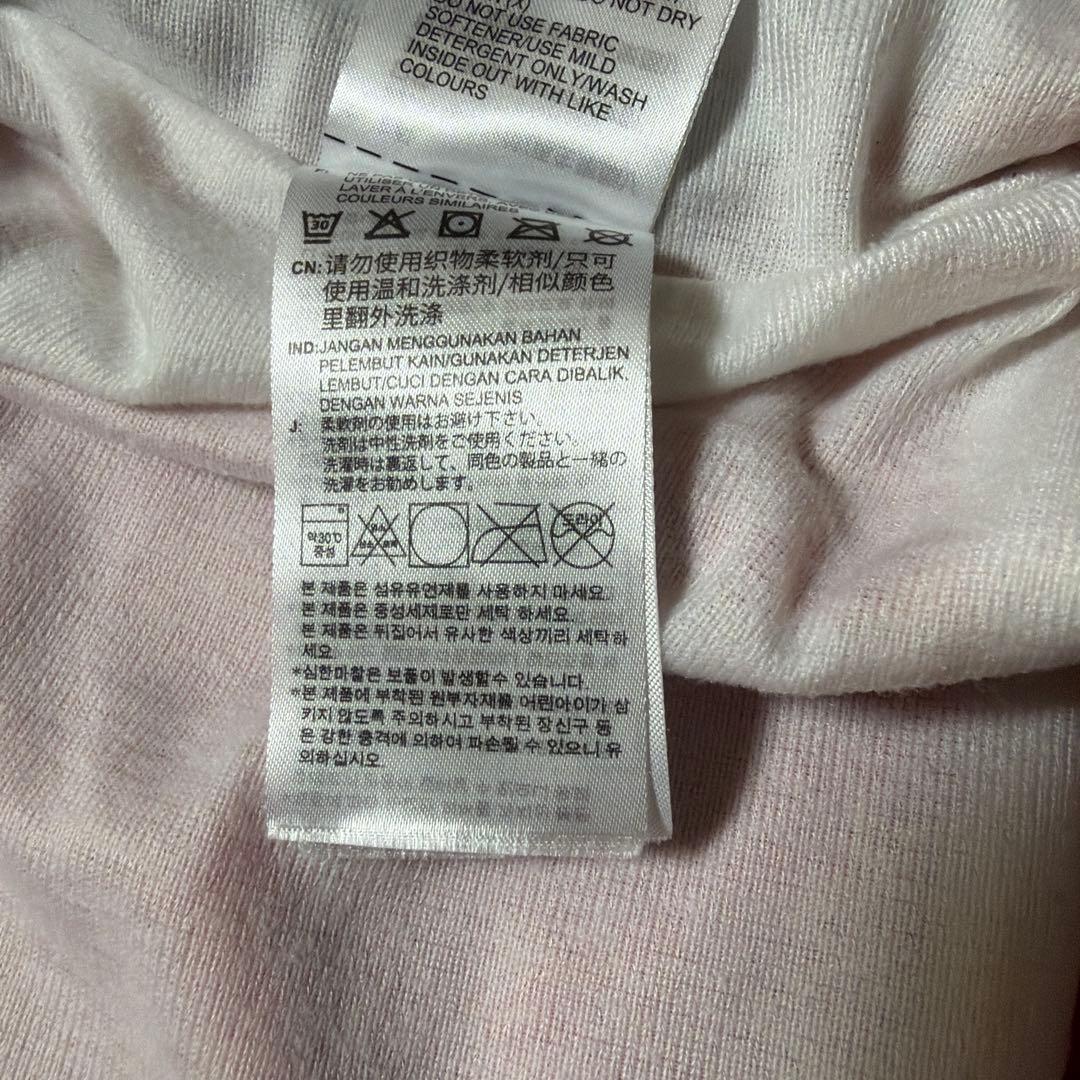 DO NOT DRY
(X)
DO NOT USE FABRIC
SOFTENER/USE MILD
DETERGENT ONLY/WASH
INSIDE OUT WITH LIKE
COLOURS
LAVER À L'ENVERS AVEC
COULEURS SIMILAIRES
30
CN:请勿使用织物柔软剂/只可
使用温和洗涤剂/相似颜色
里翻外洗涤
IND:JANGAN MENGGUNAKAN BAHAN
PELEMBUT KAIN/GUNAKAN DETERJEN
LEMBUT/CUCI DENGAN CARA DIBALIK,
DENGAN WARNA SEJENIS
J: 柔軟剤の使用はお避け下さい。
洗剤は中性洗剤をご使用ください。
洗濯時は裏返して、同色の製品と一緒の
洗濯をお勧めします。
약30℃
중성
드라이
본 제품은 섬유유연제를 사용하지 마세요.
본 제품은 중성세제로만 세탁 하세요.
본 제품은 뒤집어서 유사한 색상끼리 세탁하
세요.
*심한마찰은 보풀이 발생할수 있습니다.
*본 제품에 부착된 원부자재를 어린아이가 삼
키지 않도록 주의하시고 부착된 장신구 등
은 강한 충격에 의하여 파손될 수 있으니 유
의하십시오